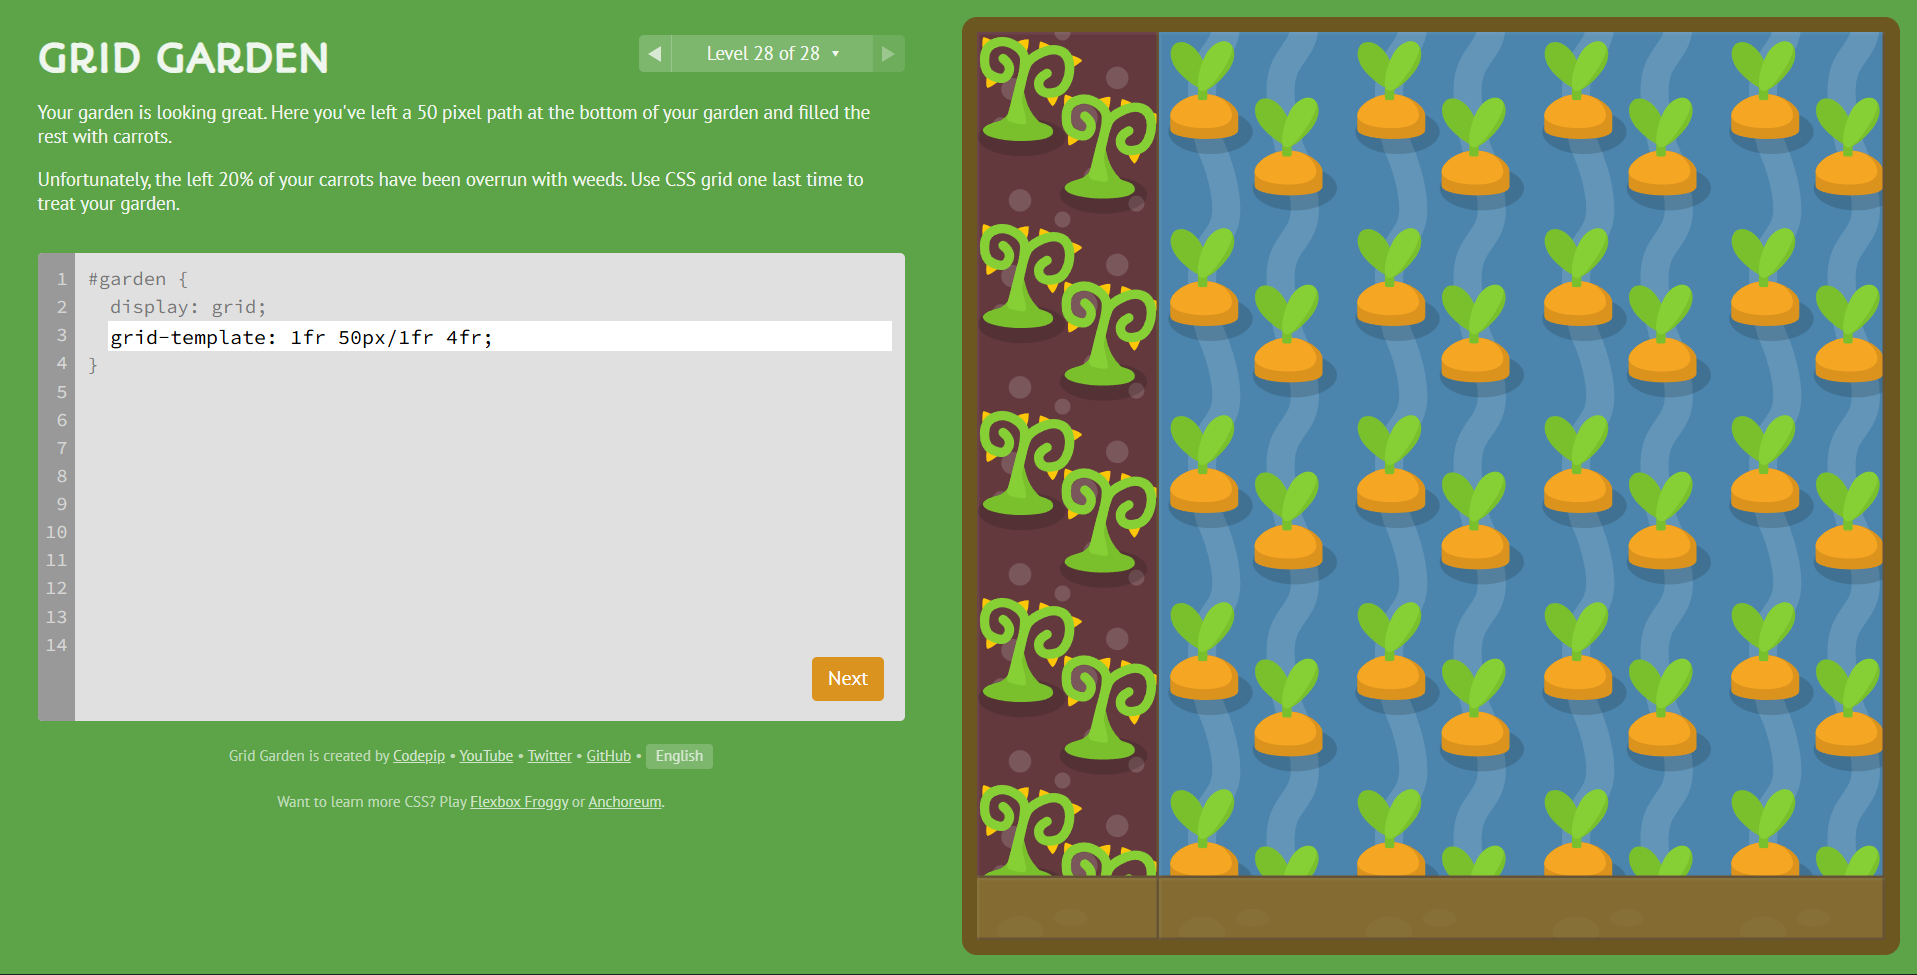 GRID GARDEN
◀ Level 28 of 28 ▼ ▶
Your garden is looking great. Here you've left a 50 pixel path at the bottom of your garden and filled the
rest with carrots.
Unfortunately, the left 20% of your carrots have been overrun with weeds. Use CSS grid one last time to
treat your garden.
1 #garden {
2 display: grid;
3 grid-template: 1fr 50px/1fr 4fr;
4 }
5
6
7
8
9
10
11
12
13
14
Next
Grid Garden is created by Codepip • YouTube • Twitter • GitHub • English
Want to learn more CSS? Play Flexbox Froggy or Anchoreum.